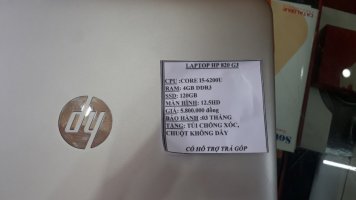 LAPTOP HP 820 G3
CPU :CORE I5-6200U
RAM: 4GB DDR3
SSD: 120GB
MÀN HÌNH: 12.5HD
GIÁ: 5.800.000 đồng
BẢO HÀNH :03 THÁNG
TẶNG: TÚI CHỐNG XÓC,
CHUỘT KHÔNG DÂY
CÓ HỖ TRỢ TRẢ GÓP
hp